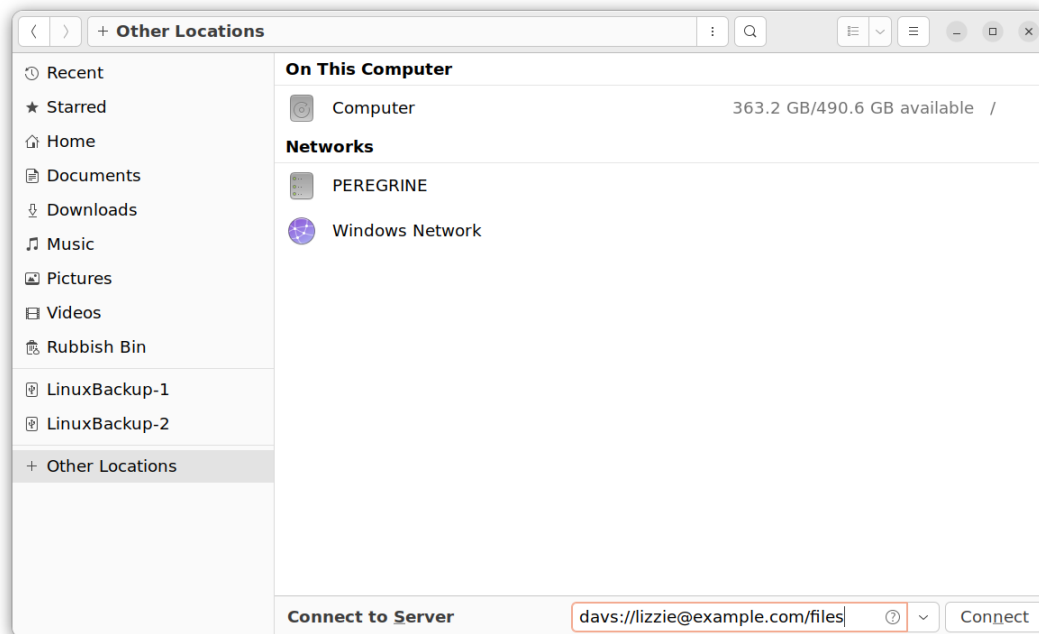 + Other Locations
Recent
Starred
Home
Documents
Downloads
Music
Pictures
Videos
Rubbish Bin
LinuxBackup-1
LinuxBackup-2
+ Other Locations
On This Computer
Computer 363.2 GB/490.6 GB available /
Networks
PEREGRINE
Windows Network
Connect to Server davs://lizzie@example.com/files Connect